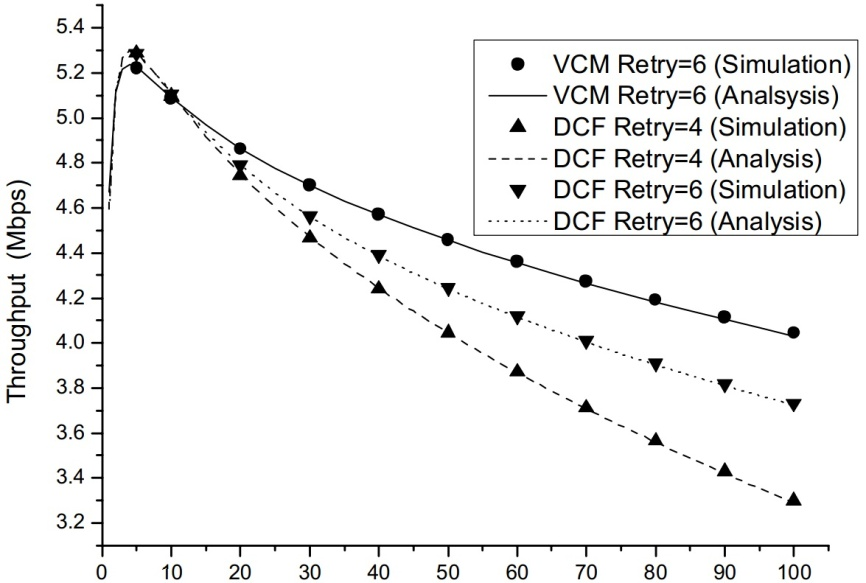 5.4
5.2
5.0
4.8
4.6
4.4
4.2
4.0
3.8
3.6
3.4
3.2
Throughput (Mbps)
VCM Retry=6 (Simulation)
VCM Retry=6 (Analsysis)
DCF Retry=4 (Simulation)
DCF Retry=4 (Analysis)
DCF Retry=6 (Simulation)
DCF Retry=6 (Analysis)
0 10 20 30 40 50 60 70 80 90 100